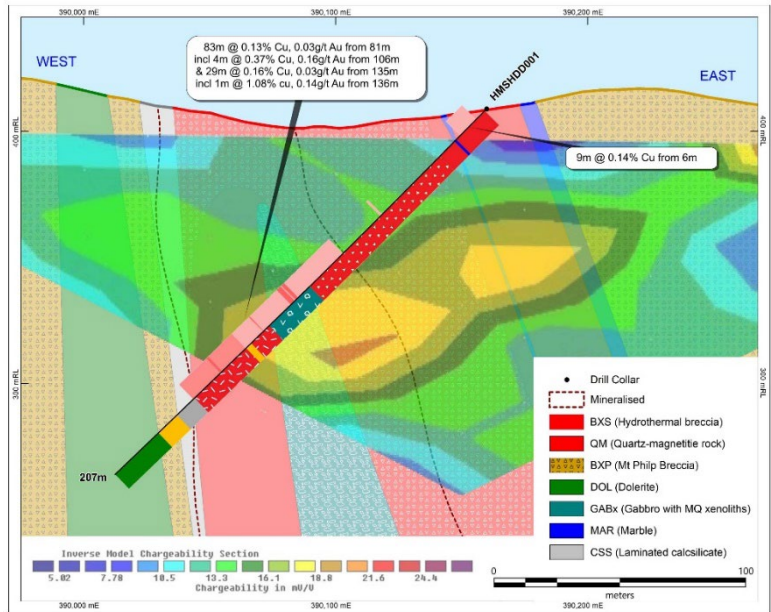 390,000 mE
390,100 mE
390,200 mE
WEST
EAST
83m @ 0.13% Cu, 0.03g/t Au from 81m
incl 4m @ 0.37% Cu, 0.16g/t Au from 106m
& 29m @ 0.16% Cu, 0.03g/t Au from 135m
incl 1m @ 1.08% cu, 0.14g/t Au from 136m
HMSHDD001
400 mRL
400 mRL
9m @ 0.14% Cu from 6m
300 mRL
300 mRL
207m
Drill Collar
Mineralised
BXS (Hydrothermal breccia)
QM (Quartz-magnetitie rock)
BXP (Mt Philp Breccia)
DOL (Dolerite)
GABx (Gabbro with MQ xenoliths)
MAR (Marble)
CSS (Laminated calcsilicate)
Inverse Model Chargeability Section
5.02 7.78 10.5 13.3 16.1 18.8 21.6 24.4
Chargeability in mV/V
0 100
meters
390,000 mE
390,100 mE
390,200 mE